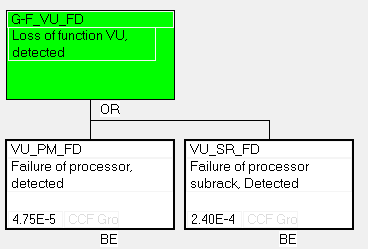 G-F_VU_FD
Loss of function VU,
detected
OR
VU_PM_FD
Failure of processor,
detected
4.75E-5 CCF Gro
BE
VU_SR_FD
Failure of processor
subrack, Detected
2.40E-4 CCF Gro
BE